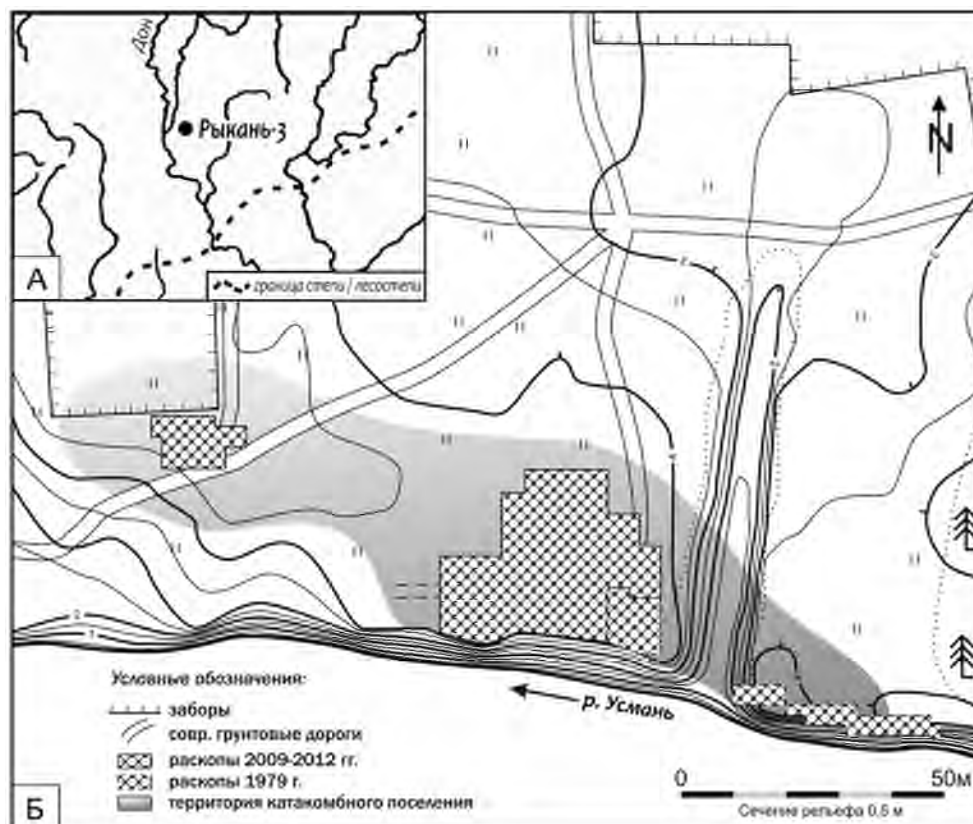 Дон
Рыкань-3
А
граница степи / лесостепи
N
р. Усмань
Условные обозначения:
заборы
совр. грунтовые дороги
раскопы 2009-2012 гг.
раскопы 1979 г.
территория катакомбного поселения
Б
0 50м
Сечение рельефа 0,5 м